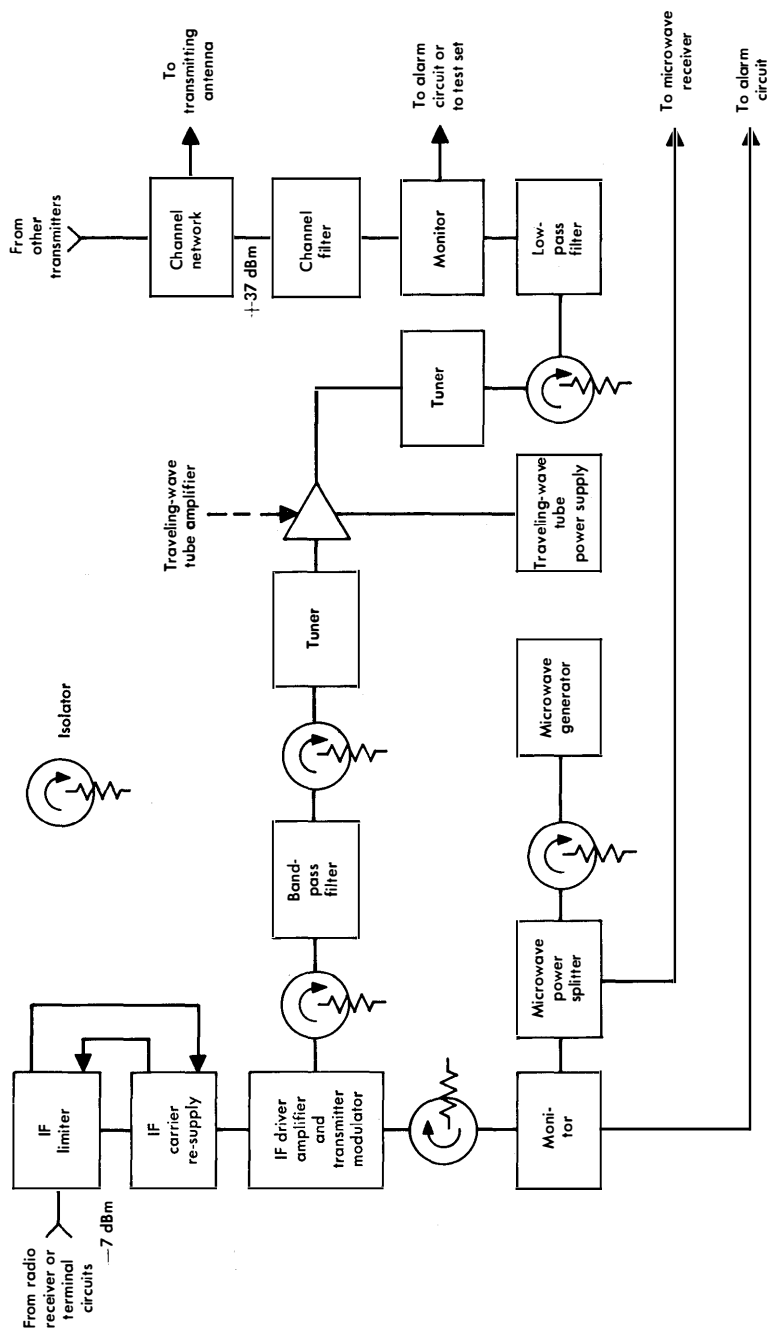 From radio
receiver or
terminal
circuits
—7 dBm
IF
limiter
IF
carrier
re-supply
IF driver
amplifier
and
transmitter
modulator
Isolator
Band-
pass
filter
Tuner
Traveling-wave
tube amplifier
Tuner
From
other
transmitters
Channel
network
To
transmitting
antenna
+37 dBm
Channel
filter
Monitor
To alarm
circuit or
to test set
Low-
pass
filter
Moni-
tor
Microwave
power
splitter
Microwave
generator
Traveling-wave
tube
power supply
To microwave
receiver
To alarm
circuit